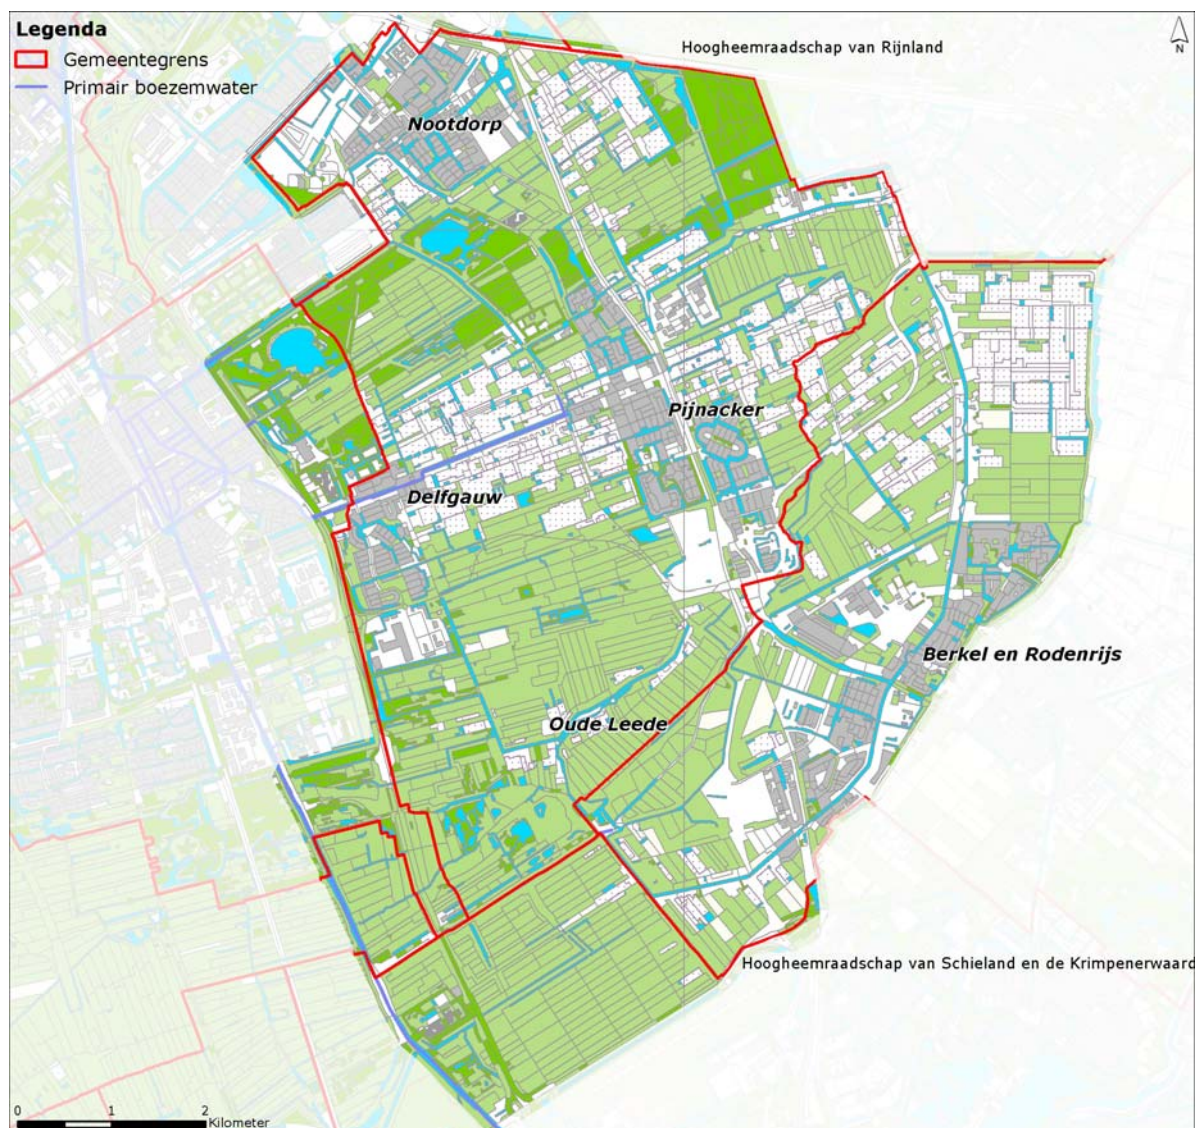 Legenda
Gemeentegrens
Primair boezemwater
Hoogheemraadschap van Rijnland
N
Nootdorp
Pijnacker
Delfgauw
Berkel en Rodenrijs
Oude Leede
Hoogheemraadschap van Schieland en de Krimpenerwaard
0 1 2
Kilometer